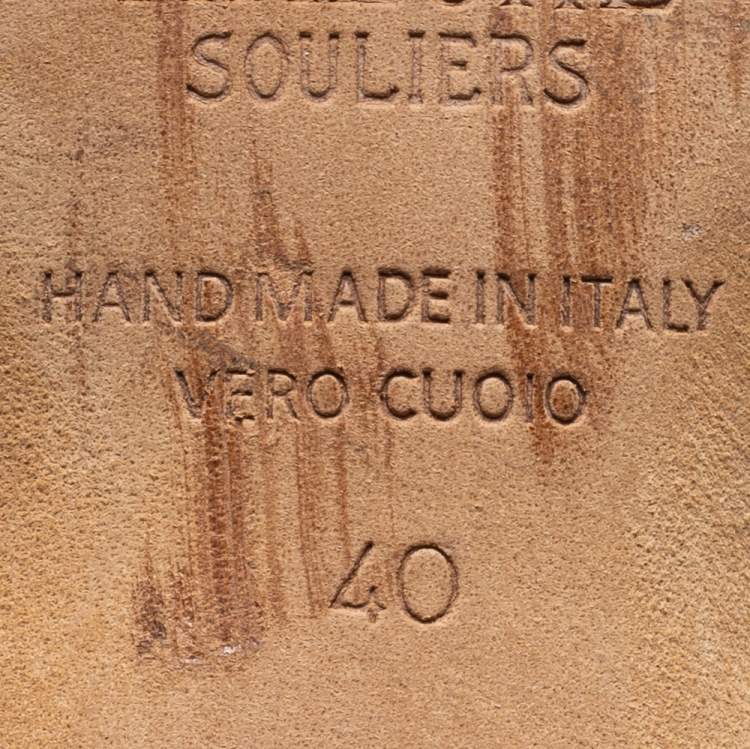 SOULIERS
HAND MADE IN ITALY
VERO CUOIO
40